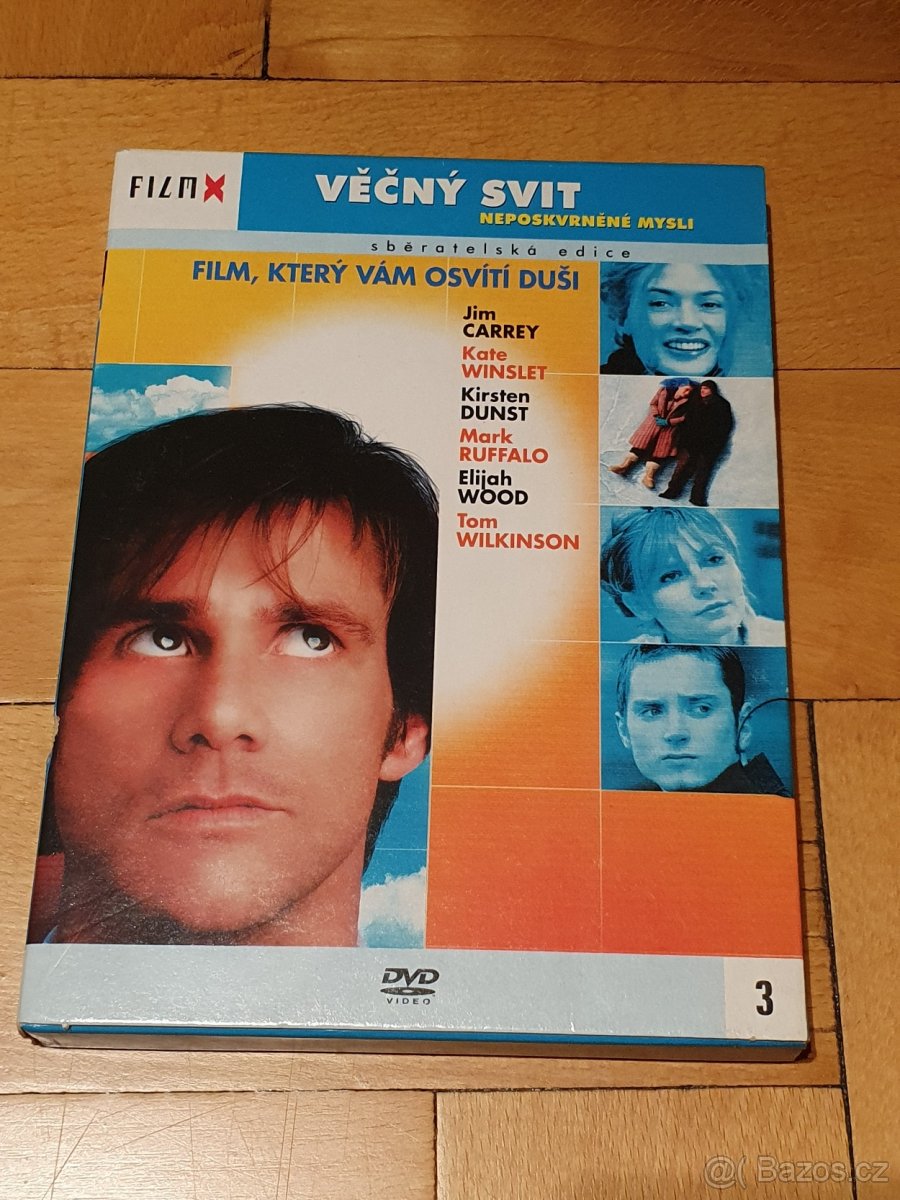 FILM X
VĚČNÝ SVIT
NEPOSKVRNĚNÉ MYSLI
sběratelská edice
FILM, KTERÝ VÁM OSVÍTÍ DUŠI
Jim
CARREY
Kate
WINSLET
Kirsten
DUNST
Mark
RUFFALO
Elijah
WOOD
Tom
WILKINSON
DVD
VIDEO
3
@( Bazos.cz